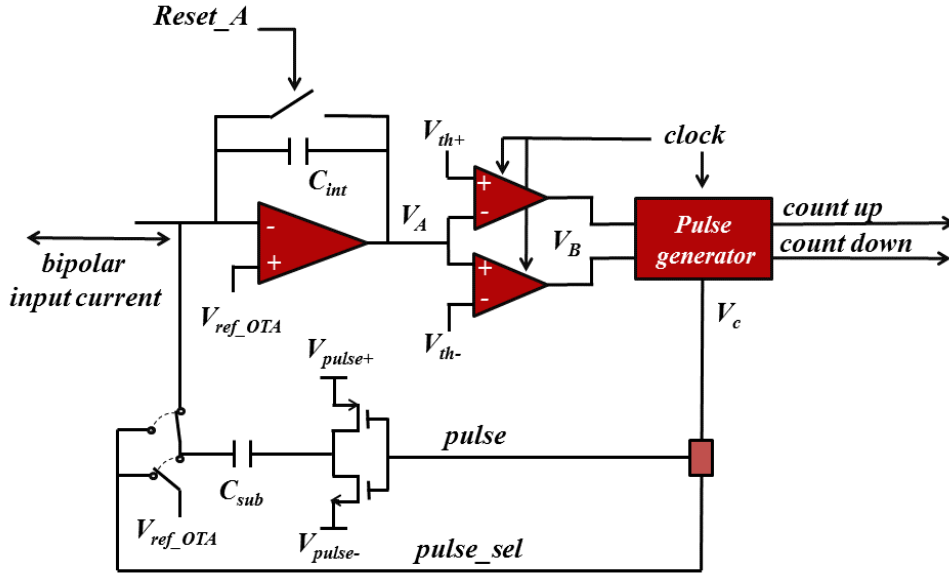 Reset_A
C_int
V_th+
clock
+
-
V_A
-
+
V_ref_OTA
bipolar
input current
+
-
V_th-
V_B
Pulse
generator
count up
count down
V_c
V_pulse+
pulse
C_sub
V_ref_OTA
V_pulse-
pulse_sel